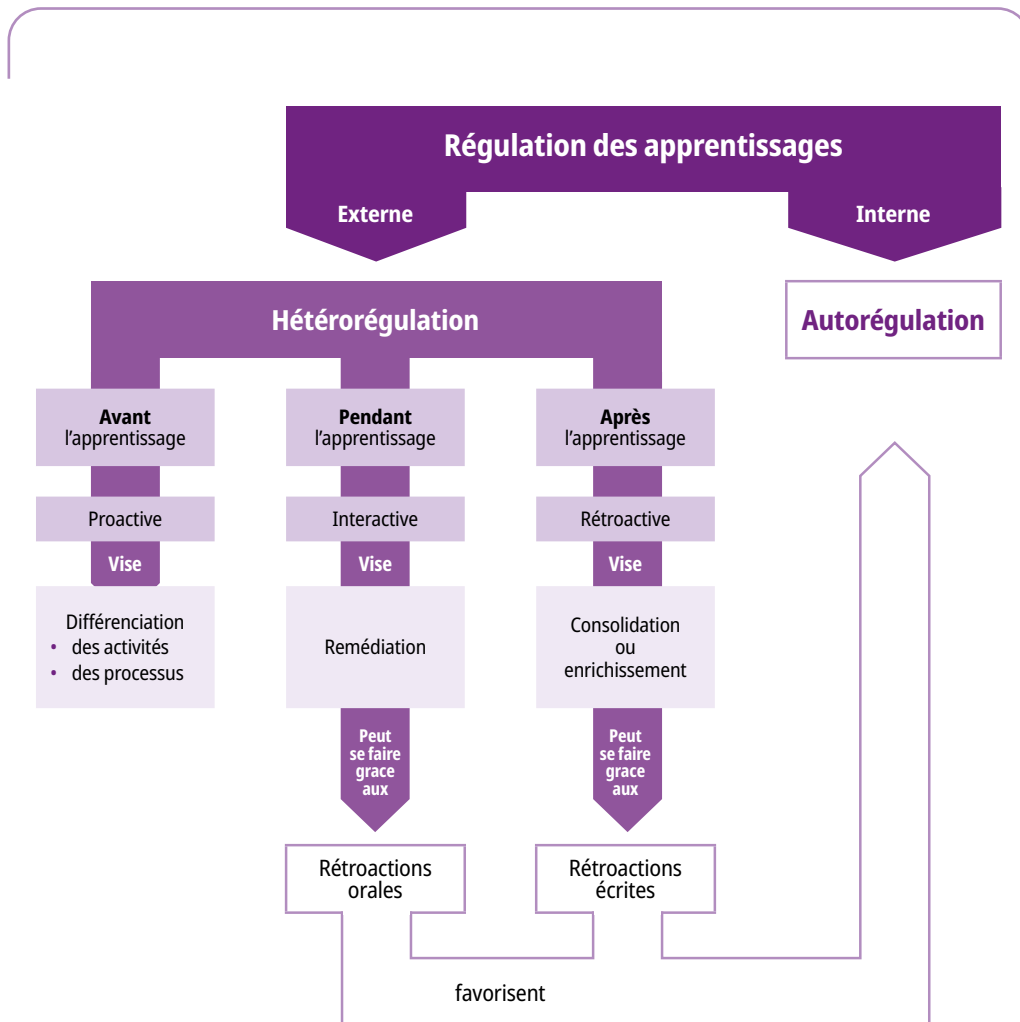 Régulation des apprentissages
Externe
Interne
Hétérorégulation
Autorégulation
Avant
l'apprentissage
Pendant
l'apprentissage
Après
l'apprentissage
Proactive
Interactive
Rétroactive
Vise
Vise
Vise
Différenciation
• des activités
• des processus
Remédiation
Consolidation
ou
enrichissement
Peut
se faire
grace
aux
Peut
se faire
grace
aux
Rétroactions
orales
Rétroactions
écrites
favorisent